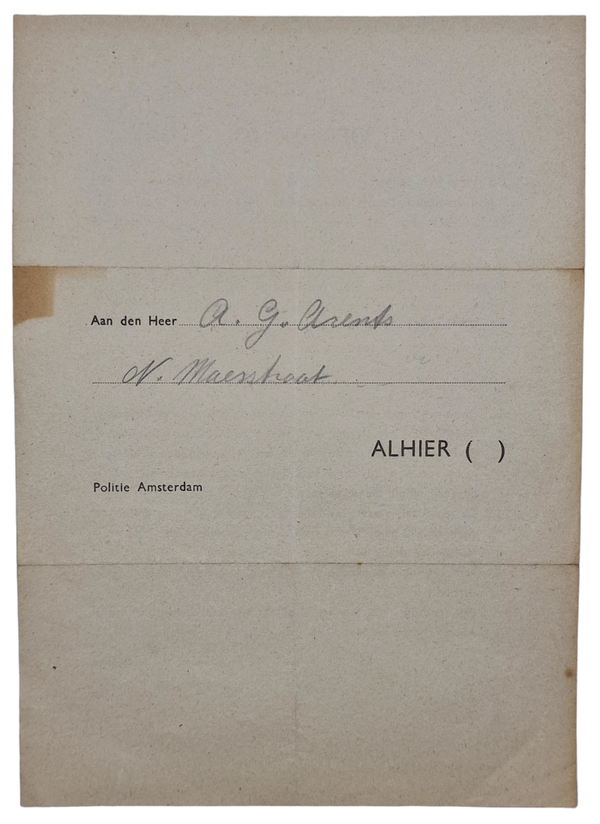 Aan den Heer A. G. Arents
N. Maesstraat
ALHIER ( )
Politie Amsterdam